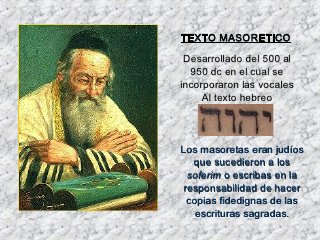 TEXTO MASORETICO
Desarrollado del 500 al
950 dc en el cual se
incorporaron las vocales
Al texto hebreo
יהוה
Los masoretas eran judíos
que sucedieron a los
soferim o escribas en la
responsabilidad de hacer
copias fidedignas de las
escrituras sagradas.